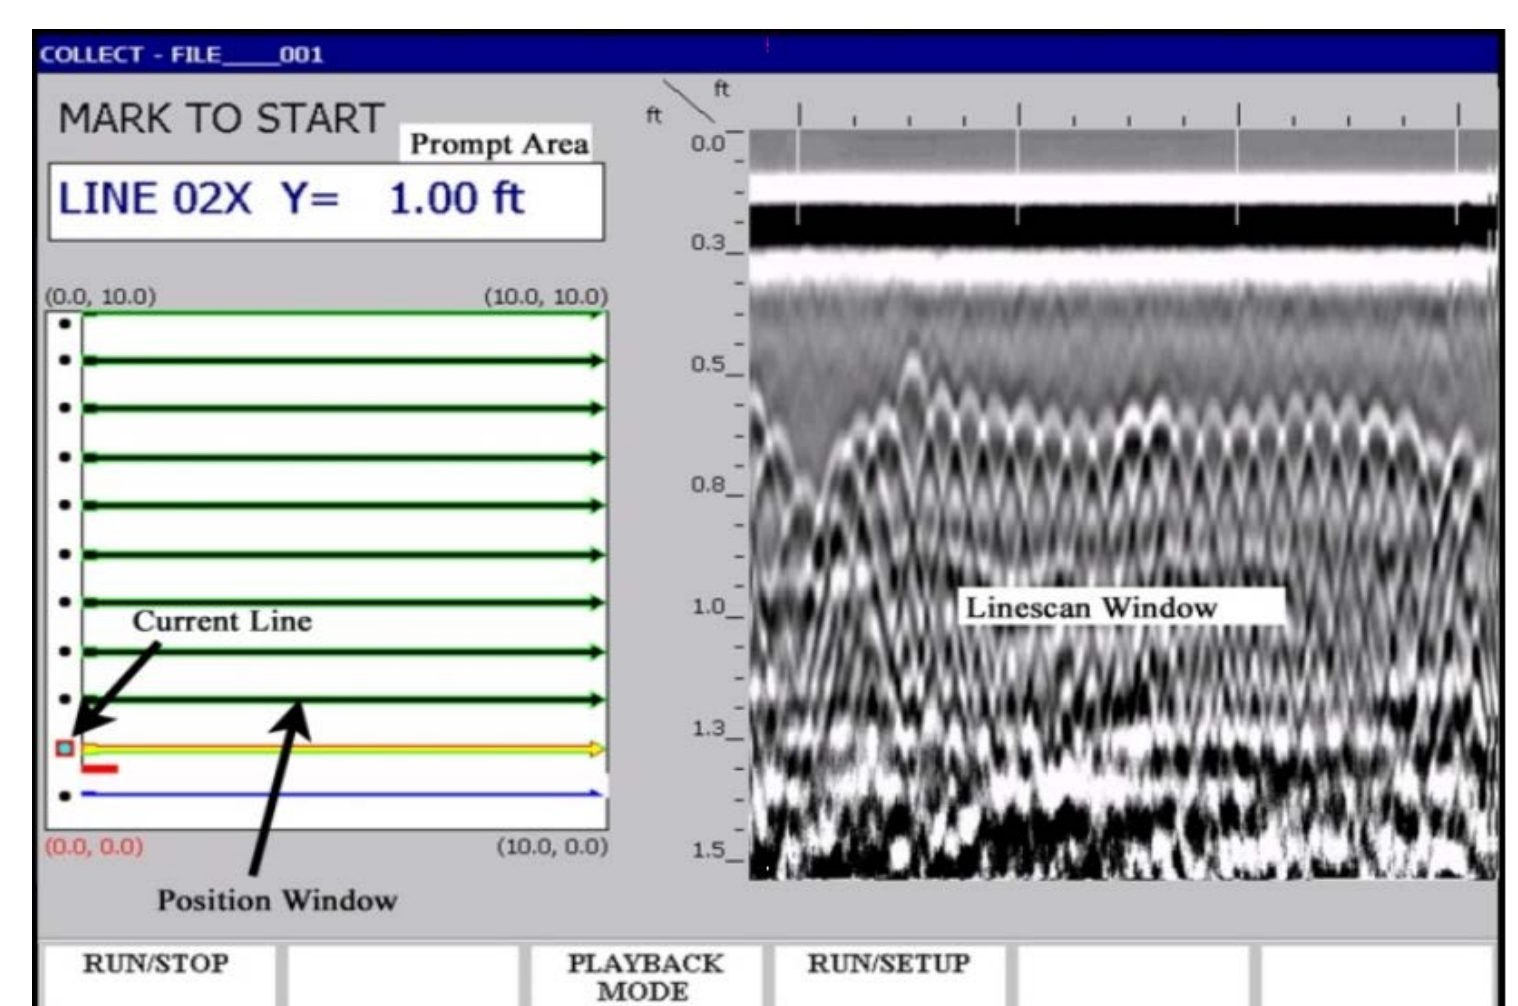 COLLECT - FILE____001
MARK TO START
Prompt Area
LINE 02X Y= 1.00 ft
(0.0, 10.0) (10.0, 10.0)
Current Line
(0.0, 0.0) (10.0, 0.0)
Position Window
ft
ft
0.0
0.3
0.5
0.8
1.0
1.3
1.5
Linescan Window
RUN/STOP
PLAYBACK
MODE
RUN/SETUP